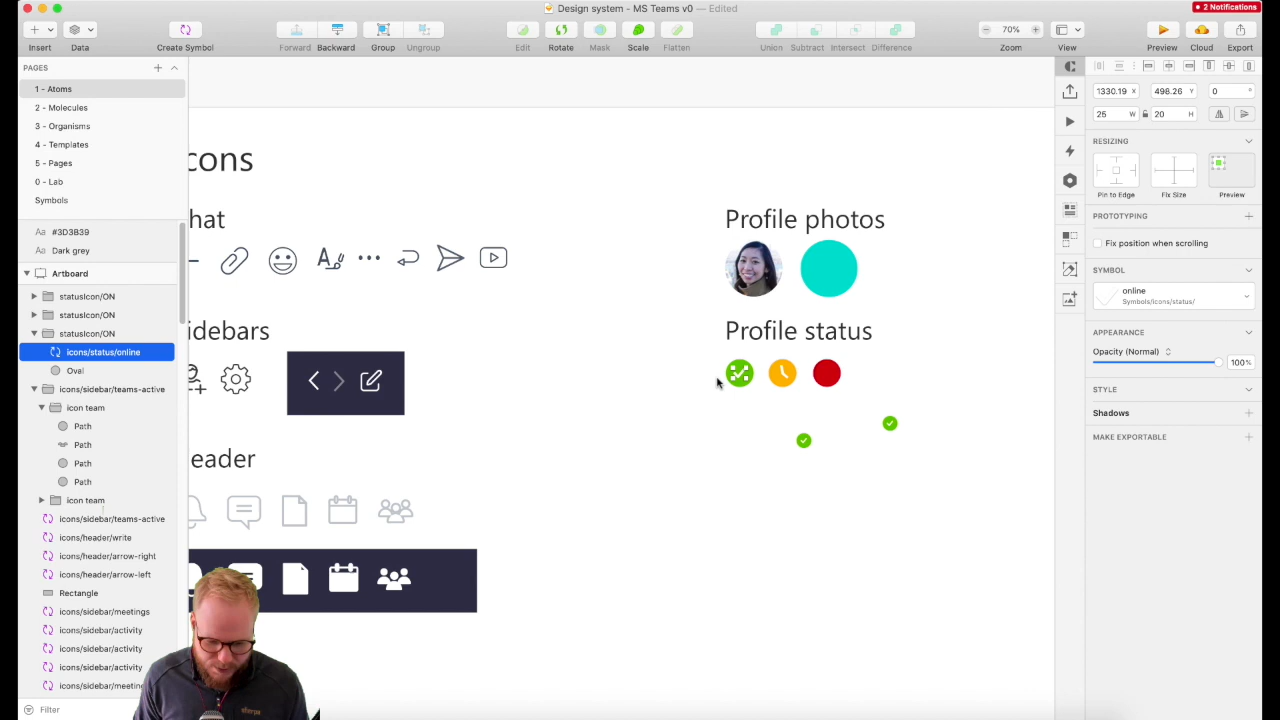 Design system - MS Teams v0 — Edited
2 Notifications
Insert
Data
Create Symbol
Forward
Backward
Group
Ungroup
Edit
Rotate
Mask
Scale
Flatten
Union
Subtract
Intersect
Difference
70%
Zoom
View
Preview
Cloud
Export
PAGES
1 - Atoms
2 - Molecules
3 - Organisms
4 - Templates
5 - Pages
0 - Lab
Symbols
Aa #3D3B39
Aa Dark grey
Artboard
statusIcon/ON
statusIcon/ON
statusIcon/ON
icons/status/online
Oval
icons/sidebar/teams-active
icon team
Path
Path
Path
Path
icon team
icons/sidebar/teams-active
icons/header/write
icons/header/arrow-right
icons/header/arrow-left
Rectangle
icons/sidebar/meetings
icons/sidebar/activity
icons/sidebar/activity
icons/sidebar/activity
icons/sidebar/meetin
Filter
cons
hat
idebars
eader
Profile photos
Profile status
1330.19 X
498.26 Y
0 °
25 W
20 H
RESIZING
Pin to Edge
Fix Size
Preview
PROTOTYPING
Fix position when scrolling
SYMBOL
online
Symbols/icons/status/
APPEARANCE
Opacity (Normal)
100%
STYLE
Shadows
MAKE EXPORTABLE